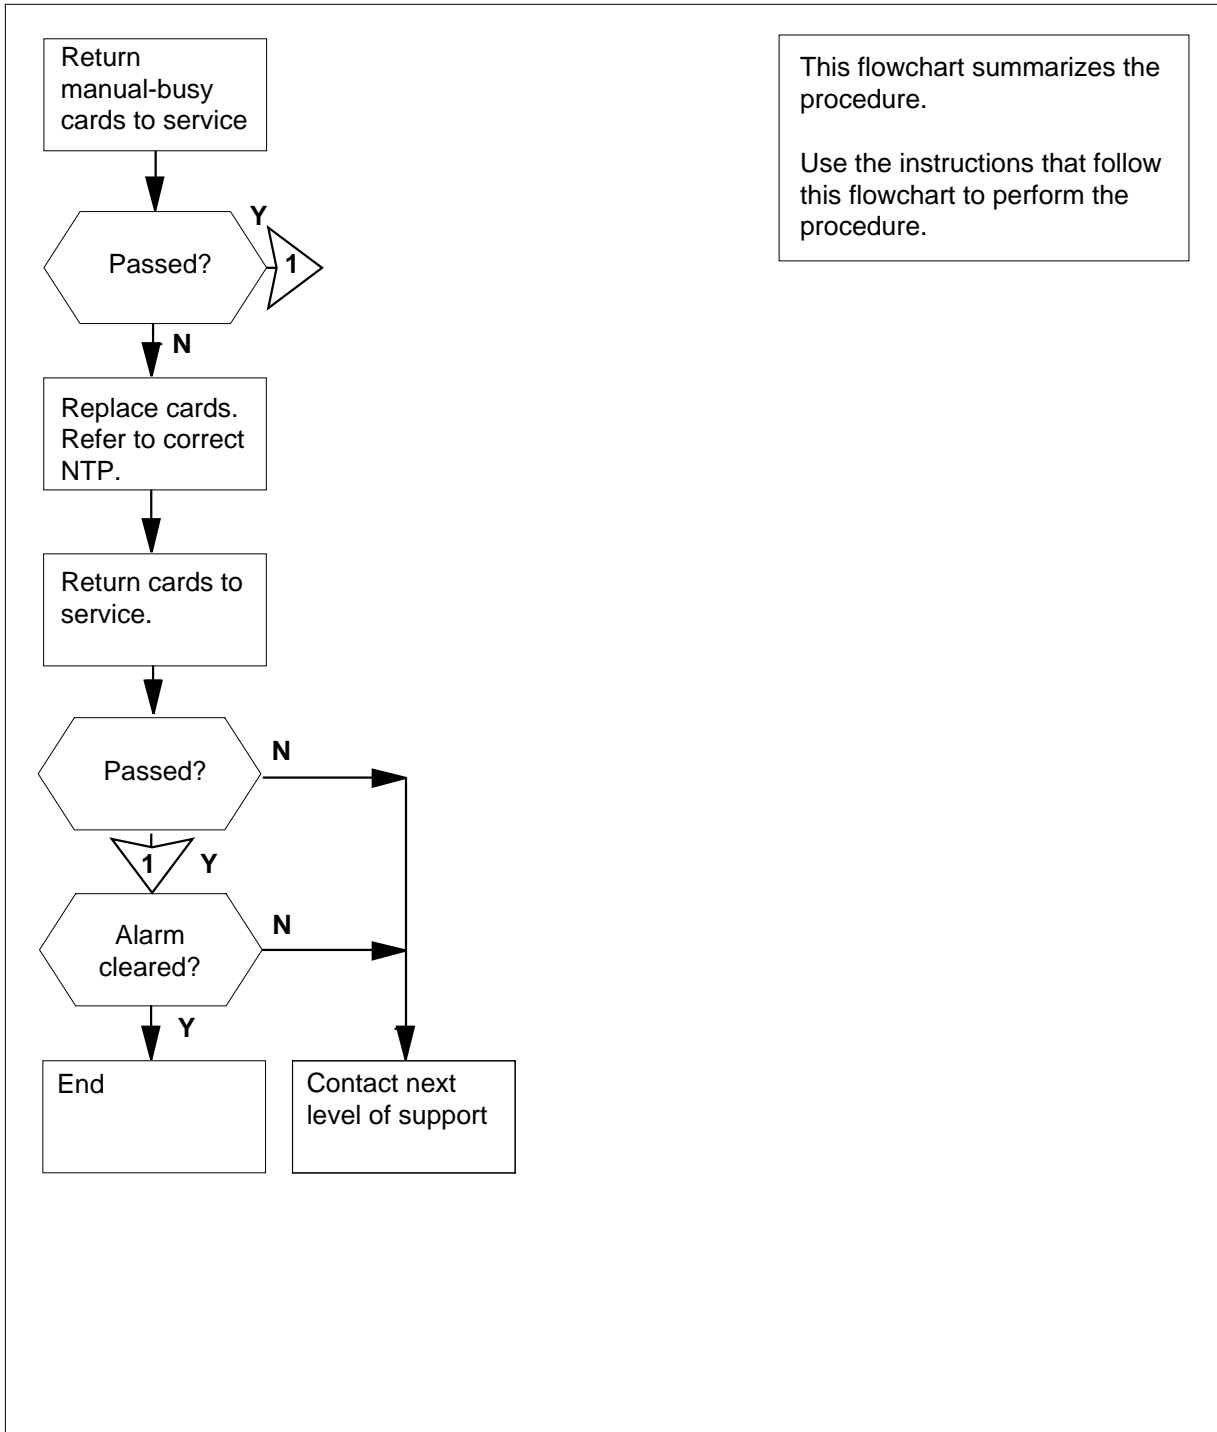 Return
manual-busy
cards to service
This flowchart summarizes the
procedure.
Use the instructions that follow
this flowchart to perform the
procedure.
Y
Passed?
1
N
Replace cards.
Refer to correct
NTP.
Return cards to
service.
N
Passed?
1
Y
N
Alarm
cleared?
Y
End
Contact next
level of support